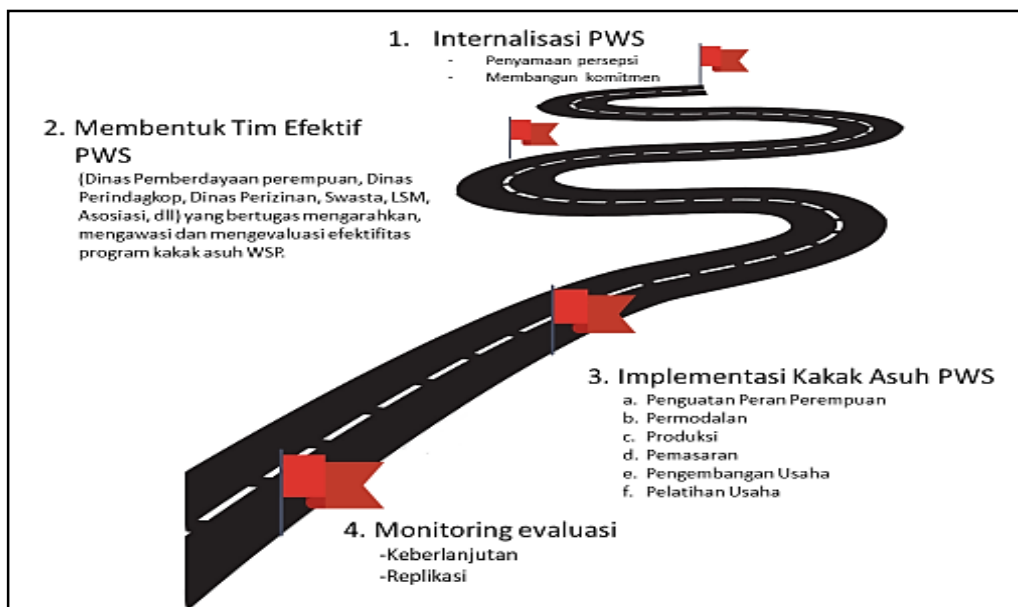 1. Internalisasi PWS
- Penyamaan persepsi
- Membangun komitmen
2. Membentuk Tim Efektif
PWS
(Dinas Pemberdayaan perempuan, Dinas
Perindagkop, Dinas Perizinan, Swasta, LSM,
Asosiasi, dll) yang bertugas mengarahkan,
mengawasi dan mengevaluasi efektifitas
program kakak asuh WSP.
3. Implementasi Kakak Asuh PWS
a. Penguatan Peran Perempuan
b. Permodalan
c. Produksi
d. Pemasaran
e. Pengembangan Usaha
f. Pelatihan Usaha
4. Monitoring evaluasi
-Keberlanjutan
-Replikasi